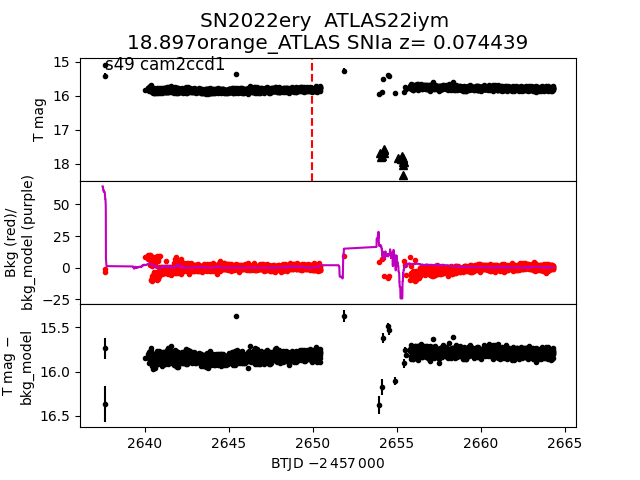 SN2022ery  ATLAS22iym
18.897orange_ATLAS SNIa z= 0.074439
s49 cam2ccd1
T mag
15
16
17
18
Bkg (red)/
bkg_model (purple)
50
25
0
−25
T mag −
bkg_model
15.5
16.0
16.5
2640 2645 2650 2655 2660 2665
BTJD −2 457 000